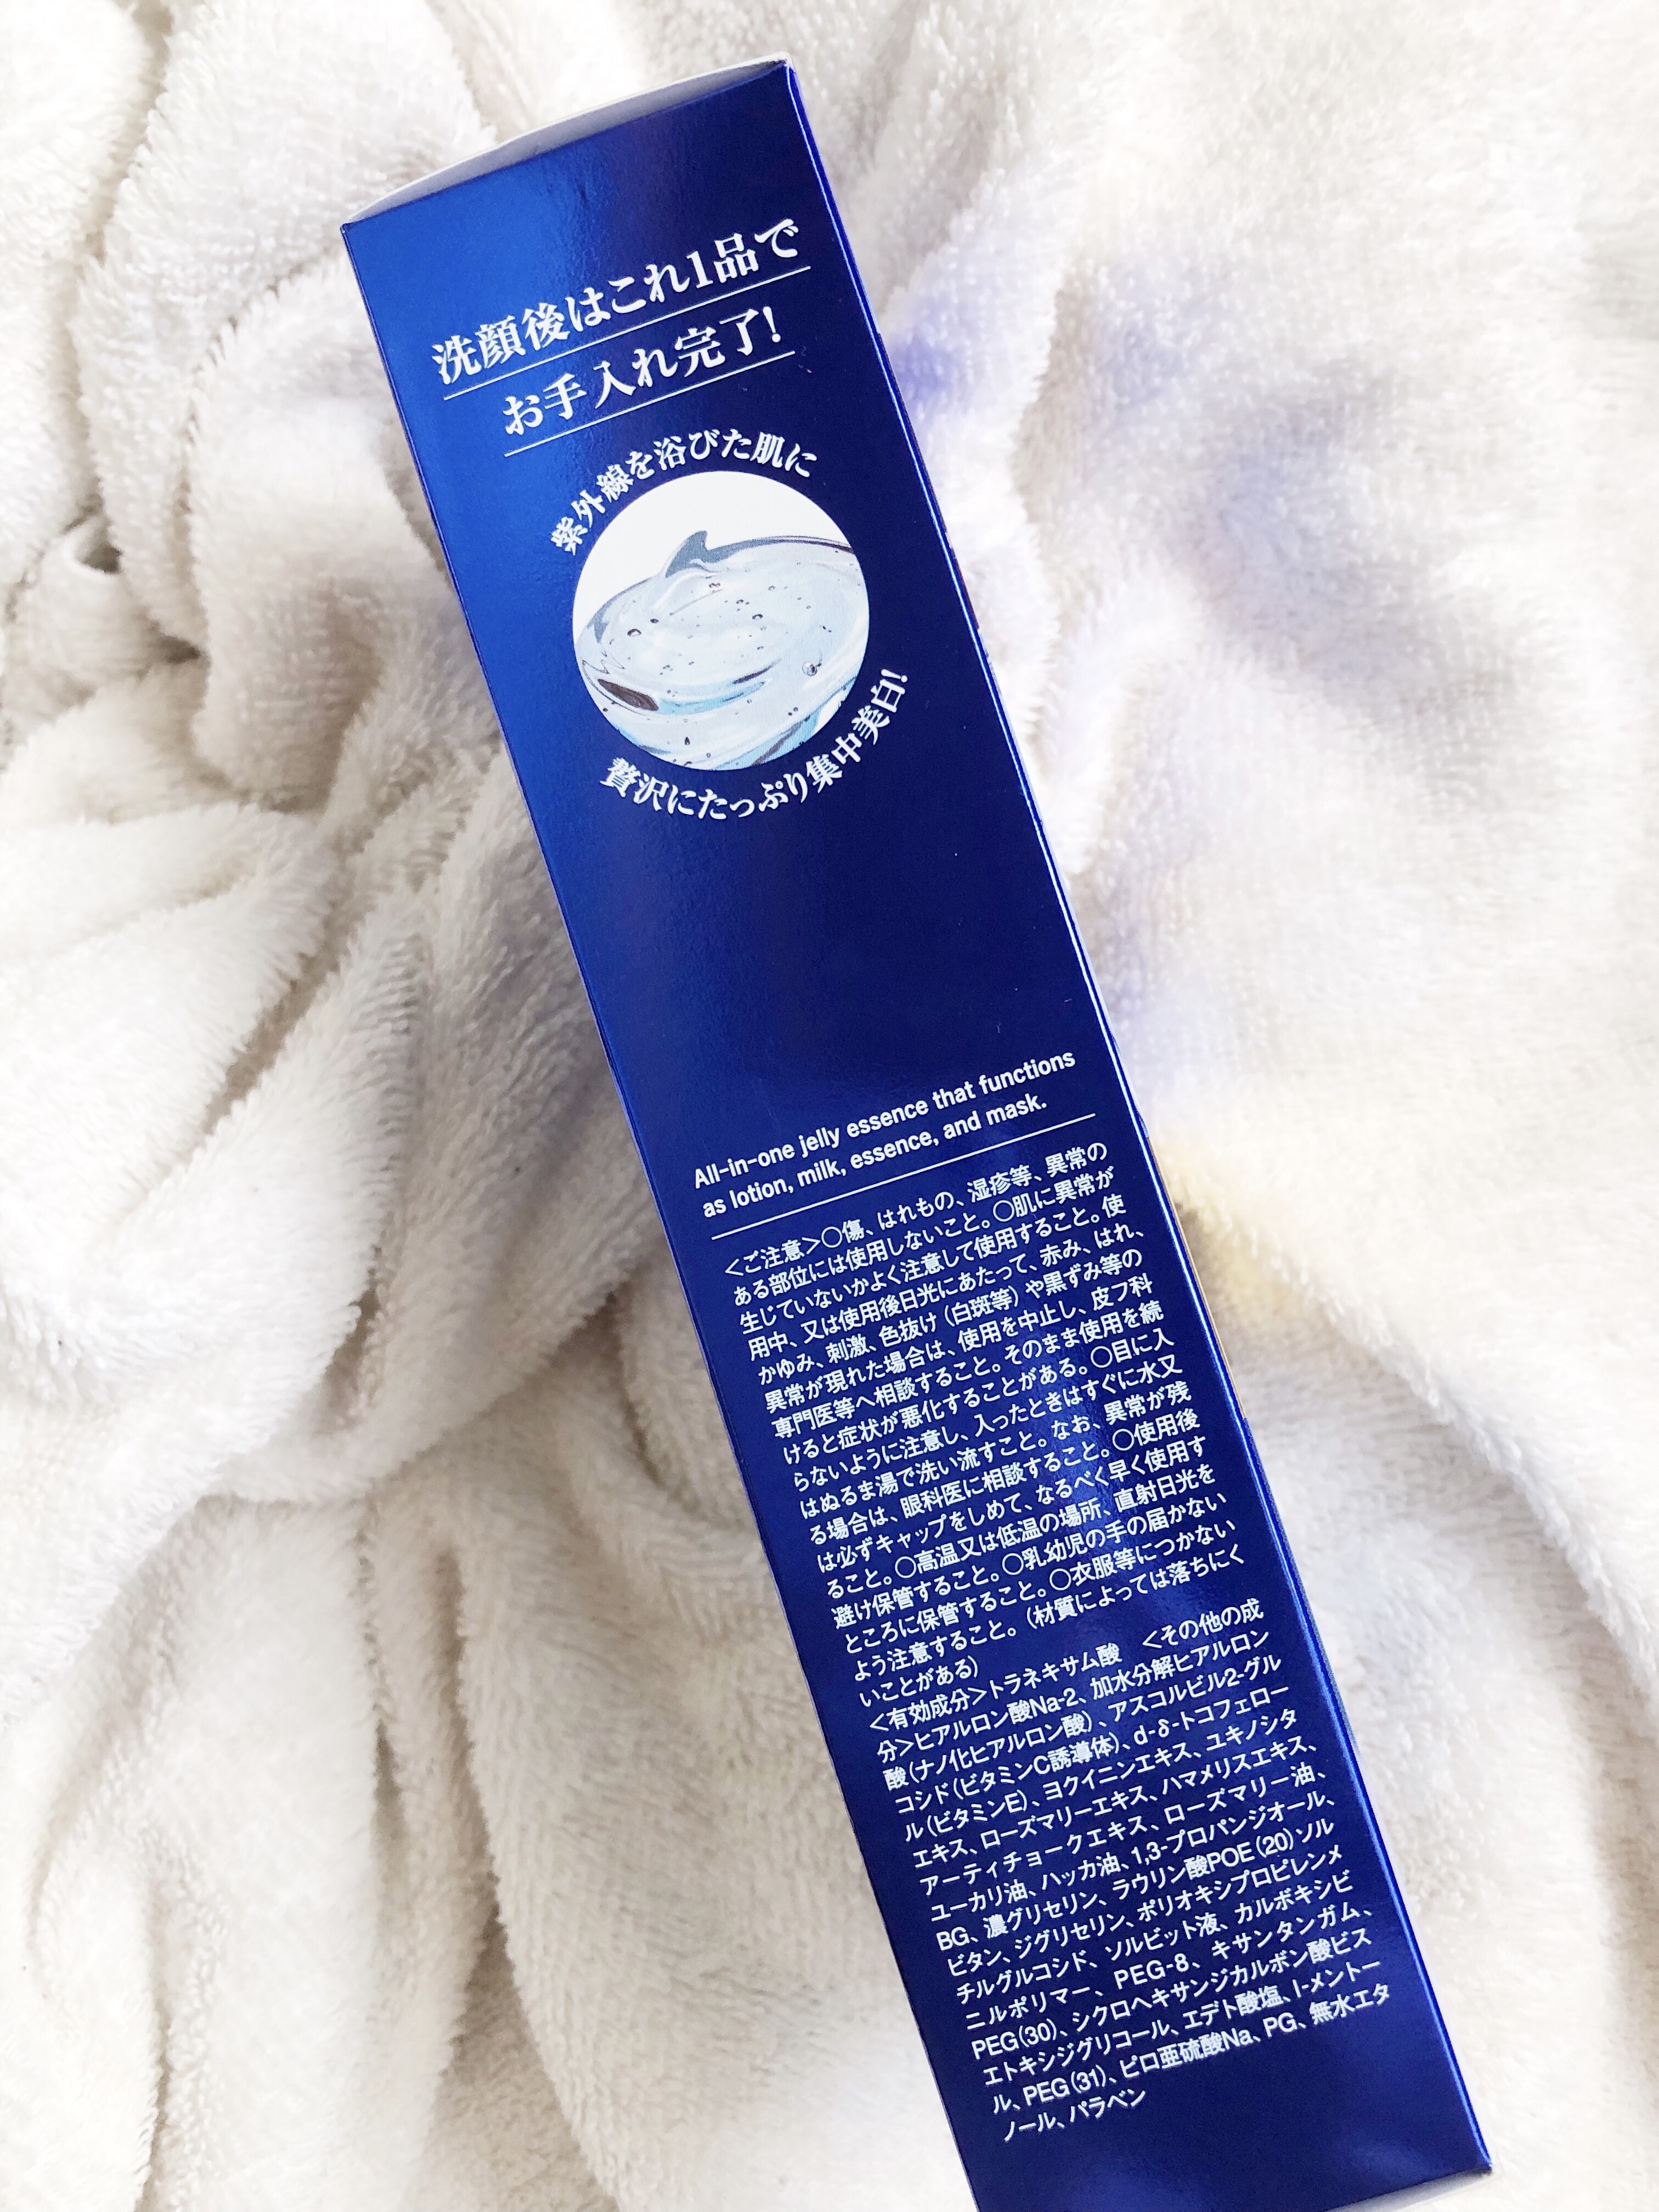 洗顔後はこれ1品で
お手入れ完了!
紫外線を浴びた肌に
贅沢にたっぷり集中美白!
All-in-one jelly essence that functions
as lotion, milk, essence, and mask.
＜ご注意＞○傷、はれもの、湿疹等、異常の
ある部位には使用しないこと。○肌に異常が
生じていないかよく注意して使用すること。使
用中、又は使用後日光にあたって、赤み、はれ、
かゆみ、刺激、色抜け（白斑等）や黒ずみ等の
異常が現れた場合は、使用を中止し、皮フ科
専門医等へ相談すること。そのまま使用を続
けると症状が悪化することがある。○目に入
らないように注意し、入ったときはすぐに水又
はぬるま湯で洗い流すこと。なお、異常が残
る場合は、眼科医に相談すること。○使用後
は必ずキャップをしめて、なるべく早く使用す
ること。○高温又は低温の場所、直射日光を
避け保管すること。○乳幼児の手の届かない
ところに保管すること。○衣服等につかない
よう注意すること。（材質によっては落ちにく
いことがある）
＜有効成分＞トラネキサム酸　＜その他の成
分＞ヒアルロン酸Na-2、加水分解ヒアルロン
酸（ナノ化ヒアルロン酸）、アスコルビル2-グル
コシド（ビタミンC誘導体）、d-δ-トコフェロー
ル（ビタミンE）、ヨクイニンエキス、ユキノシタ
エキス、ローズマリーエキス、ハマメリスエキス、
アーティチョークエキス、ローズマリー油、
ユーカリ油、ハッカ油、1,3-プロパンジオール、
BG、濃グリセリン、ラウリン酸POE（20）ソル
ビタン、ジグリセリン、ポリオキシプロピレンメ
チルグルコシド、ソルビット液、カルボキシビ
ニルポリマー、PEG-8、キサンタンガム、
PEG（30）、シクロヘキサンジカルボン酸ビス
エトキシジグリコール、エデト酸塩、l-メントー
ル、PEG（31）、ピロ亜硫酸Na、PG、無水エタ
ノール、パラベン